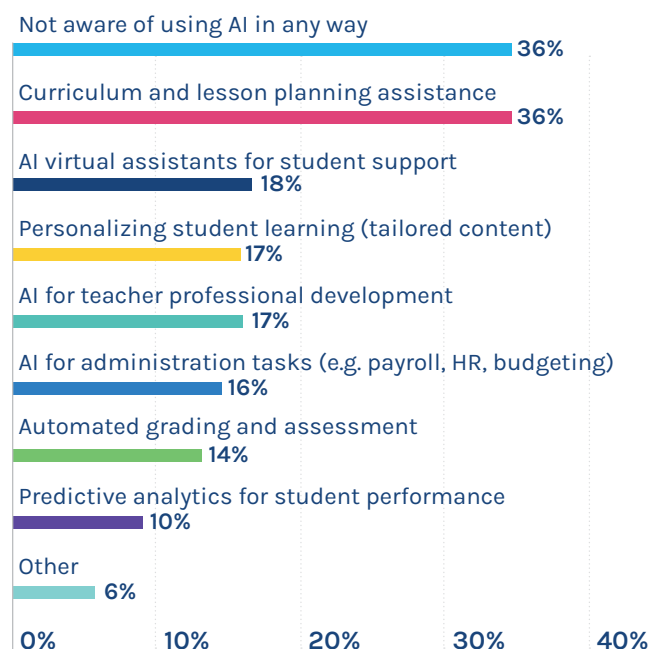 Not aware of using AI in any way
36%
Curriculum and lesson planning assistance
36%
AI virtual assistants for student support
18%
Personalizing student learning (tailored content)
17%
AI for teacher professional development
17%
AI for administration tasks (e.g. payroll, HR, budgeting)
16%
Automated grading and assessment
14%
Predictive analytics for student performance
10%
Other
6%
0% 10% 20% 30% 40%